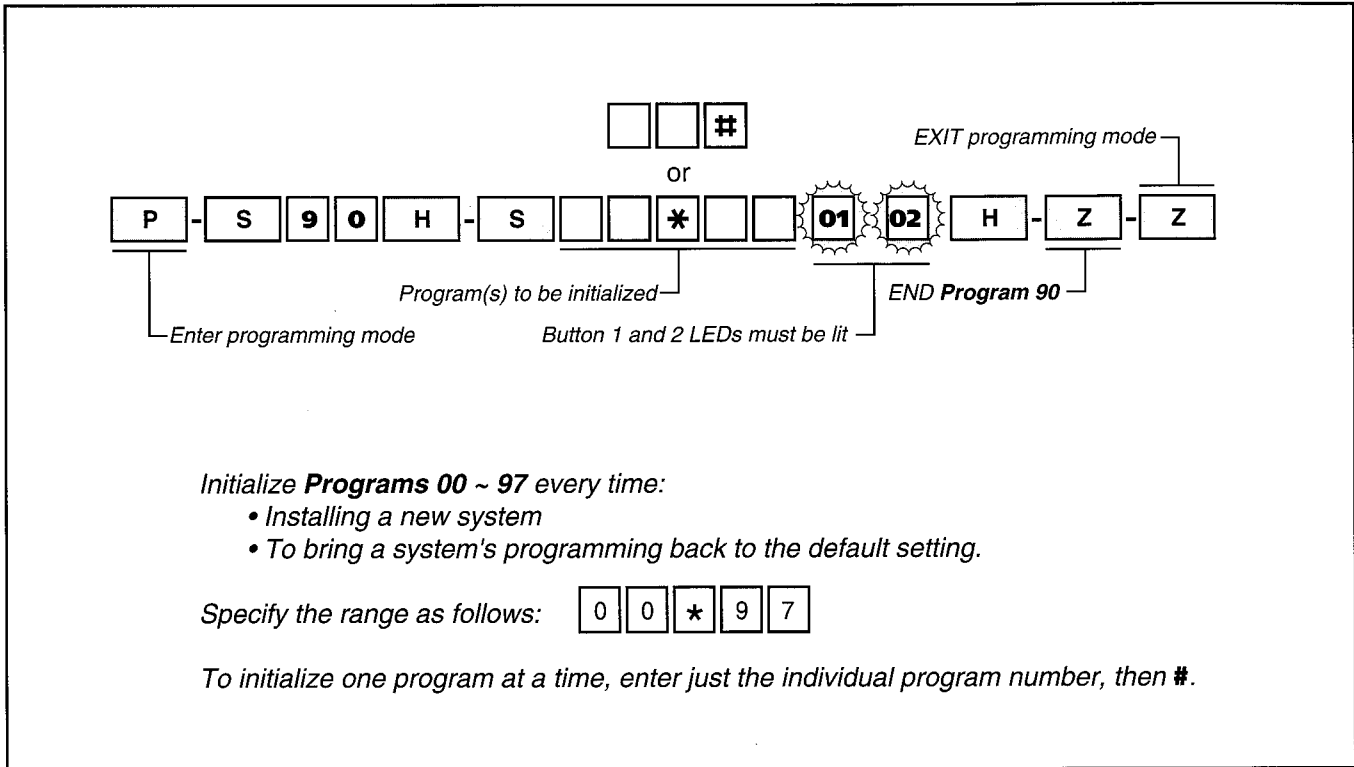 #
EXIT programming mode
or
P - S 9 0 H - S * 01 02 H - Z - Z
Program(s) to be initialized
END Program 90
Enter programming mode
Button 1 and 2 LEDs must be lit
Initialize Programs 00 ~ 97 every time:
• Installing a new system
• To bring a system's programming back to the default setting.
Specify the range as follows: 0 0 * 9 7
To initialize one program at a time, enter just the individual program number, then #.